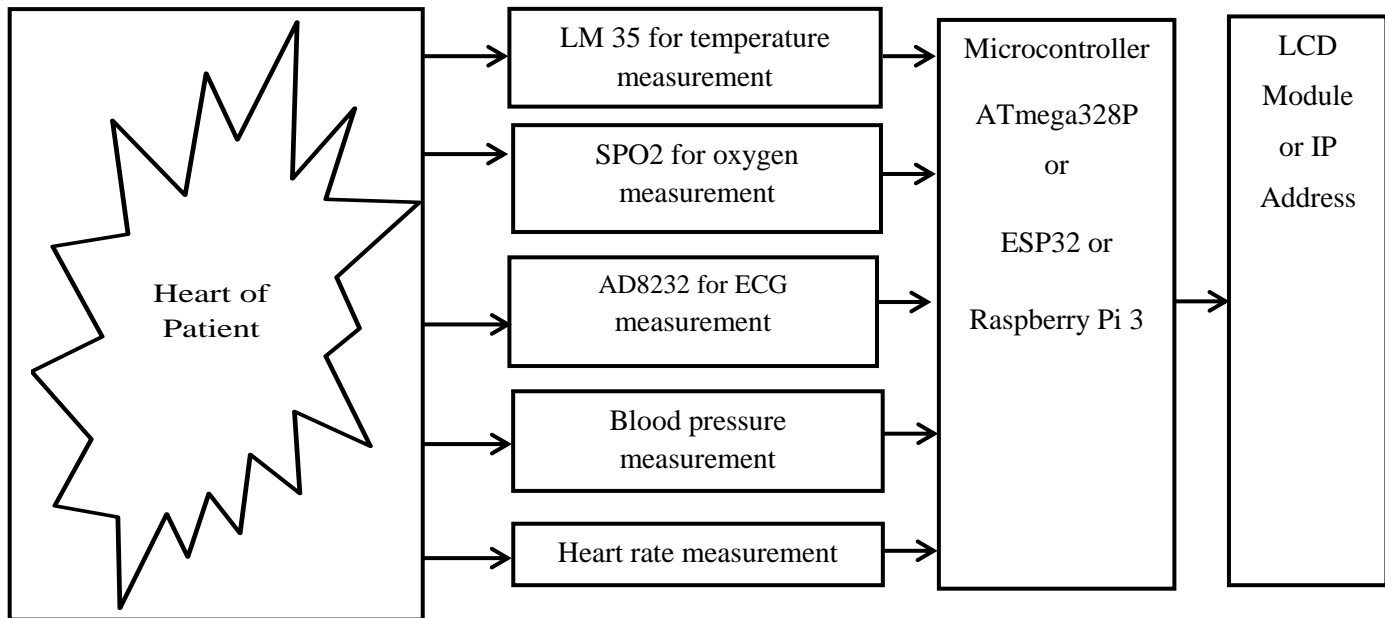 Heart of
Patient
LM 35 for temperature
measurement
SPO2 for oxygen
measurement
AD8232 for ECG
measurement
Blood pressure
measurement
Heart rate measurement
Microcontroller
ATmega328P
or
ESP32 or
Raspberry Pi 3
LCD
Module
or IP
Address